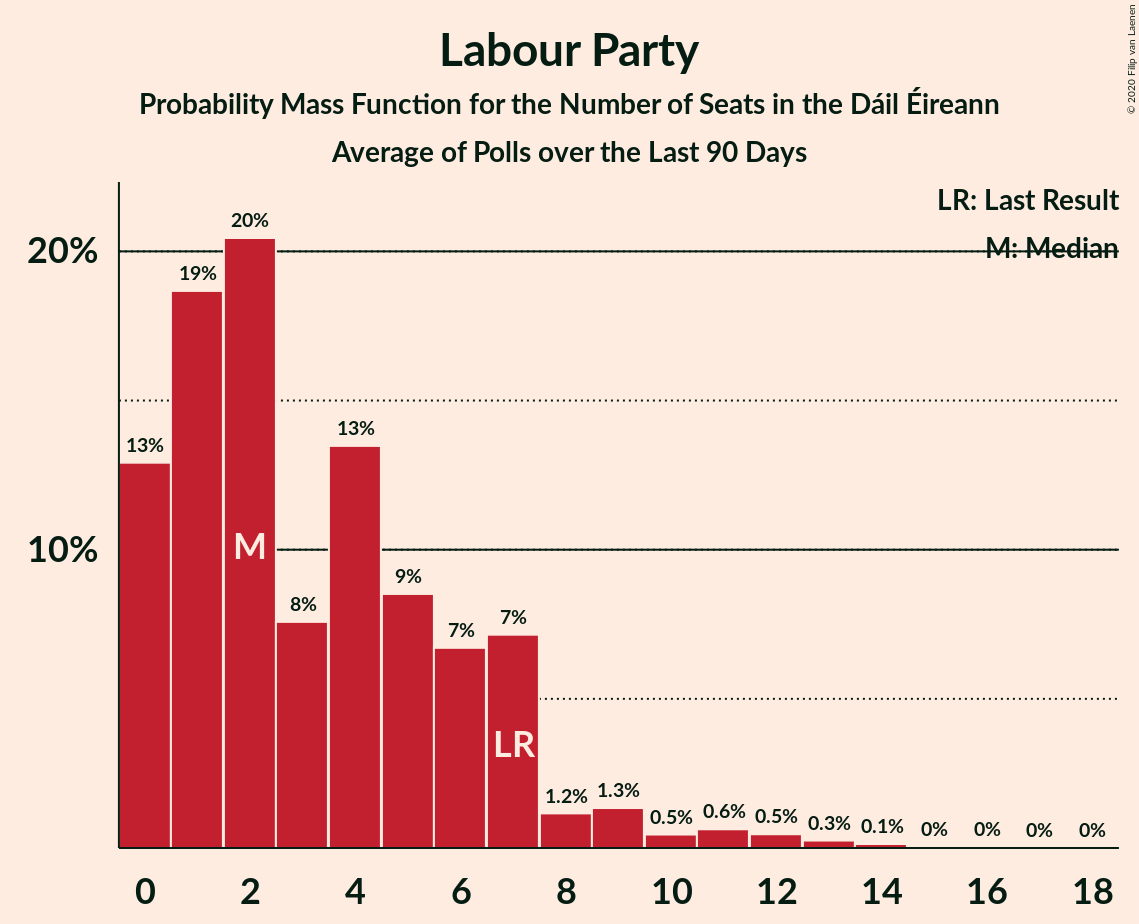 Labour Party
Probability Mass Function for the Number of Seats in the Dáil Éireann
Average of Polls over the Last 90 Days
© 2020 Filip van Laenen
LR: Last Result
M: Median
20%
10%
13%
19%
20%
8%
13%
9%
7%
7%
1.2%
1.3%
0.5%
0.6%
0.5%
0.3%
0.1%
0%
0%
0%
0%
M
LR
0 2 4 6 8 10 12 14 16 18